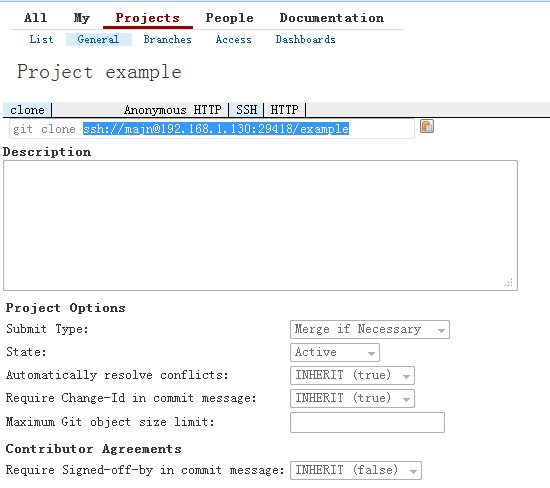 All My Projects People Documentation
List General Branches Access Dashboards
Project example
clone Anonymous HTTP SSH HTTP
git clone ssh://majn@192.168.1.130:29418/example
Description
Project Options
Submit Type: Merge if Necessary
State: Active
Automatically resolve conflicts: INHERIT (true)
Require Change-Id in commit message: INHERIT (true)
Maximum Git object size limit:
Contributor Agreements
Require Signed-off-by in commit message: INHERIT (false)